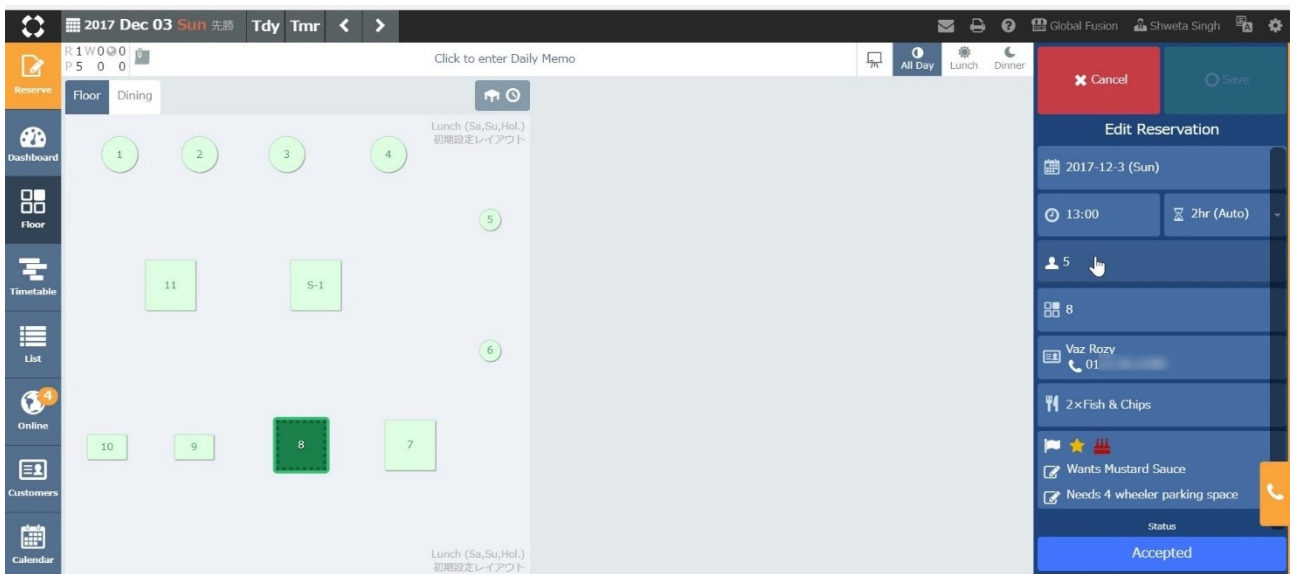 2017 Dec 03 Sun 先勝 Tdy Tmr
Global Fusion Shweta Singh
Reserve
R 1 W 0 0 0
P 5 0 0
Click to enter Daily Memo
All Day Lunch Dinner
Floor Dining
Lunch (Sa,Su,Hol.)
初期設定レイアウト
1 2 3 4
5
11 S-1
6
10 9 8 7
Lunch (Sa,Su,Hol.)
初期設定レイアウト
Dashboard
Floor
Timetable
List
4
Online
Customers
Calendar
Cancel Save
Edit Reservation
2017-12-3 (Sun)
13:00 2hr (Auto)
5
8
Vaz Rozy
01
2×Fish & Chips
Wants Mustard Sauce
Needs 4 wheeler parking space
Status
Accepted